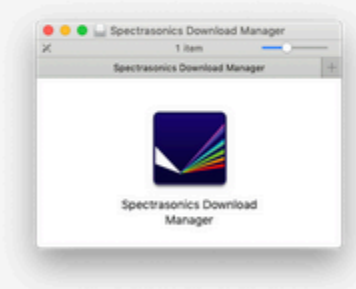 Spectrasonics Download Manager
1 item
Spectrasonics Download Manager
Spectrasonics Download
Manager